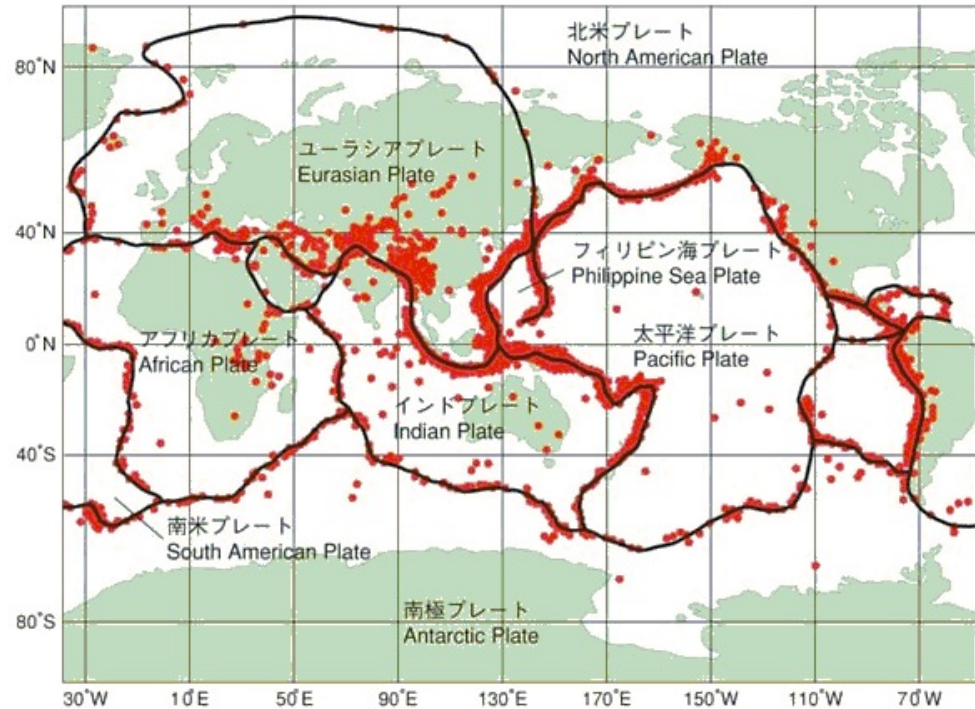 北米プレート
North American Plate
80°N
ユーラシアプレート
Eurasian Plate
40°N
フィリピン海プレート
Philippine Sea Plate
太平洋プレート
Pacific Plate
アフリカプレート
African Plate
0°N
インドプレート
Indian Plate
40°S
南米プレート
South American Plate
南極プレート
Antarctic Plate
80°S
30°W 10°E 50°E 90°E 130°E 170°E 150°W 110°W 70°W